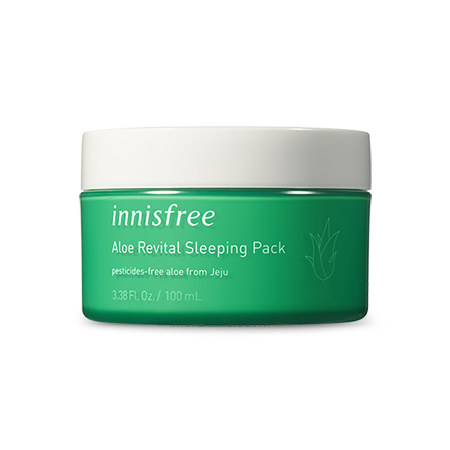 innisfree
Aloe Revital Sleeping Pack
pesticides-free aloe from Jeju
3.38 Fl. Oz. / 100 mL